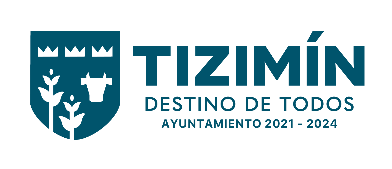 TIZIMÍN
DESTINO DE TODOS
AYUNTAMIENTO 2021 - 2024